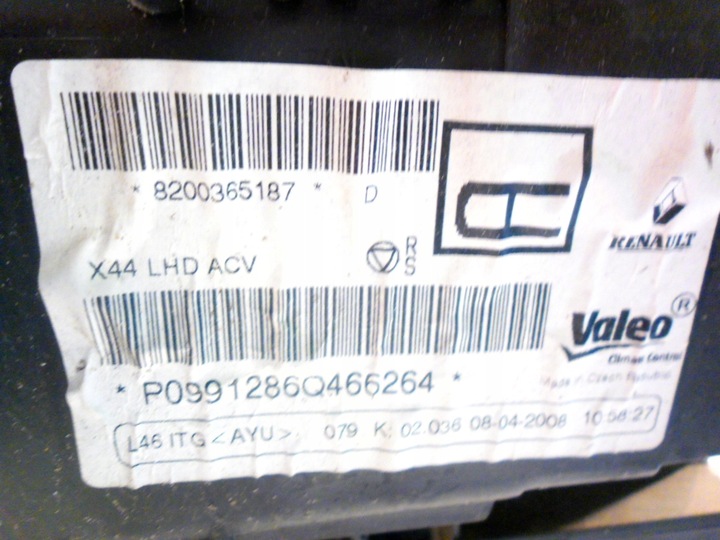 * 8200365187 * D
A
RENAULT
X44 LHD ACV
RS
Valeo ®
Climate Control
* P0991286Q466264 *
Made in Czech Republic
L46 ITG <AYU> 079 K: 02.036 08-04-2008 10:58:27